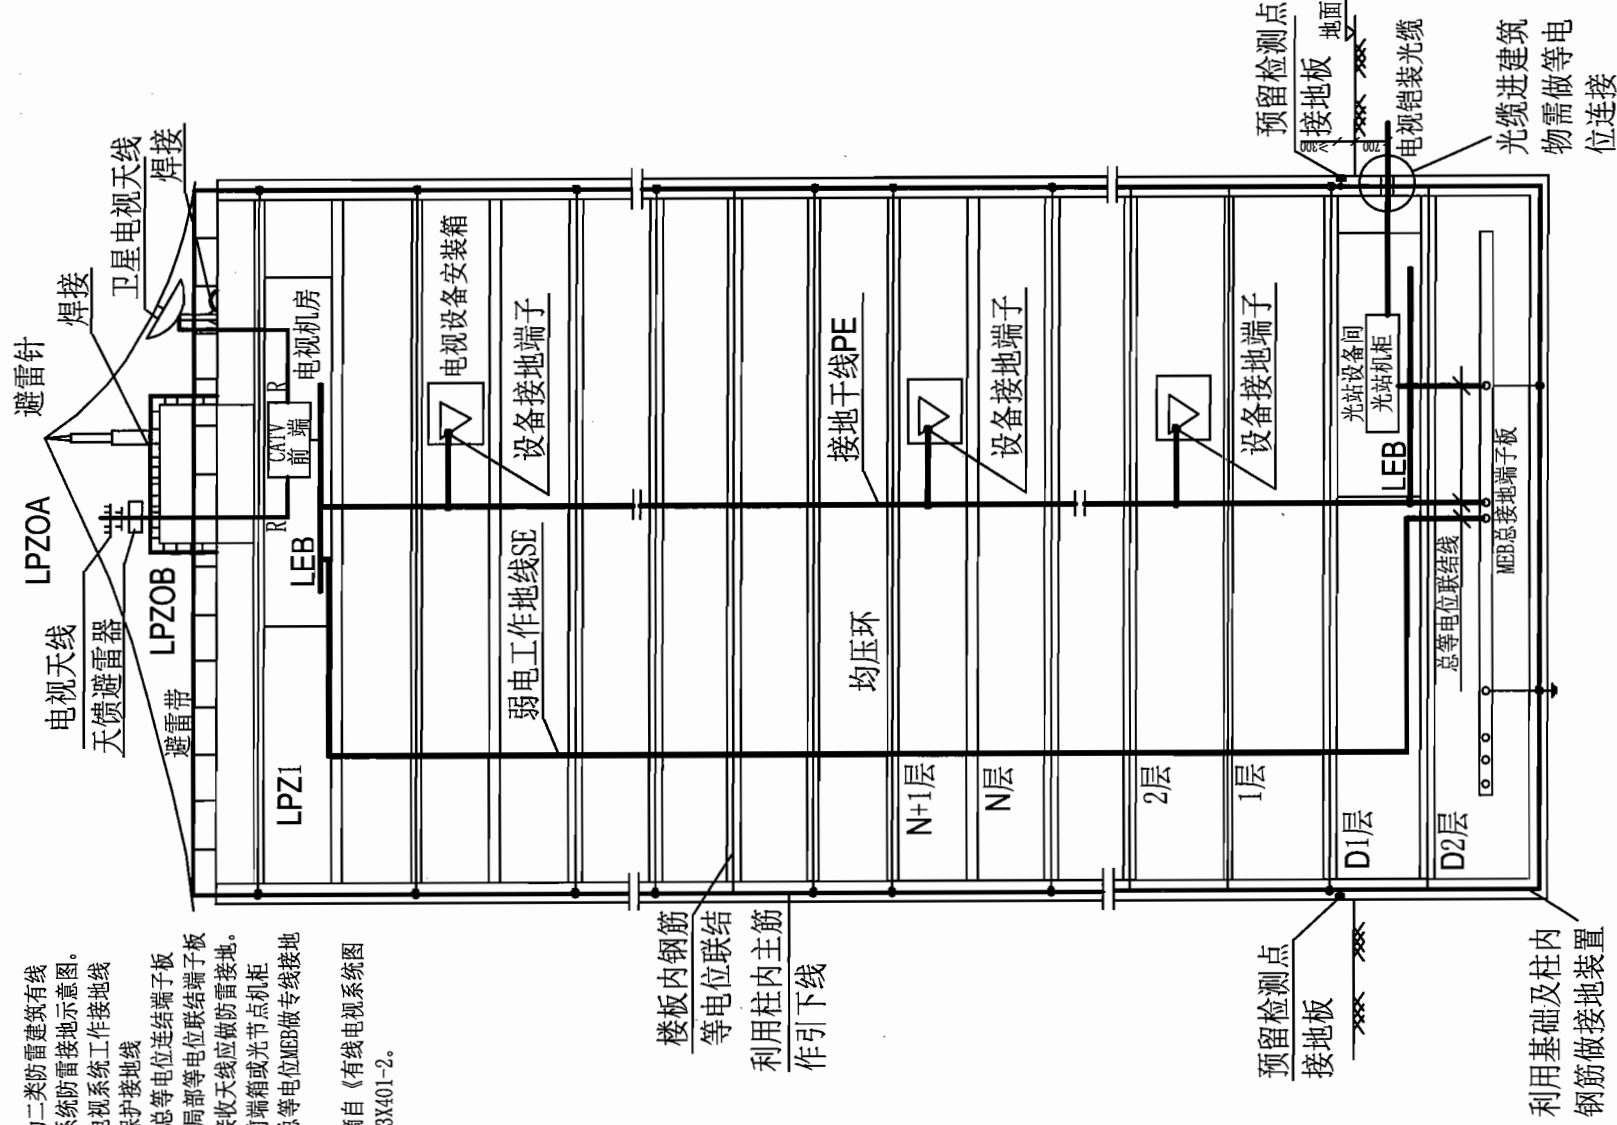 避雷针
LPZ0A
焊接
卫星电视天线
焊接
电视天线
天馈避雷器
LPZ0B
避雷带
R
CATV
前 端
R
电视机房
LEB
LPZ1
电视设备安装箱
设备接地端子
弱电工作地线SE
接地干线PE
均压环
设备接地端子
N+1层
N层
设备接地端子
2层
1层
D1层
D2层
光站设备间
光站机柜
LEB
总等电位联结线
MEB总接地端子板
预留检测点
接地板
地面
电视铠装光缆
光缆进建筑
物需做等电
位连接
楼板内钢筋
等电位联结
利用柱内主筋
作引下线
预留检测点
接地板
利用基础及柱内
钢筋做接地装置
二类防雷建筑有线
系统防雷接地示意图。
电视系统工作接地线
保护接地线
总等电位连结端子板
局部等电位联结端子板
接收天线应做防雷接地。
前端箱或光节点机柜
总等电位MEB做专线接地
摘自《有线电视系统图
3X401-2。